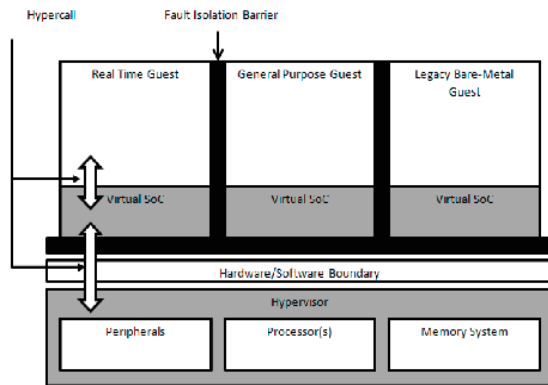 Hypercall
Fault Isolation Barrier
Real Time Guest
General Purpose Guest
Legacy Bare-Metal
Guest
Virtual SoC
Virtual SoC
Virtual SoC
Hardware/Software Boundary
Hypervisor
Peripherals
Processor(s)
Memory System